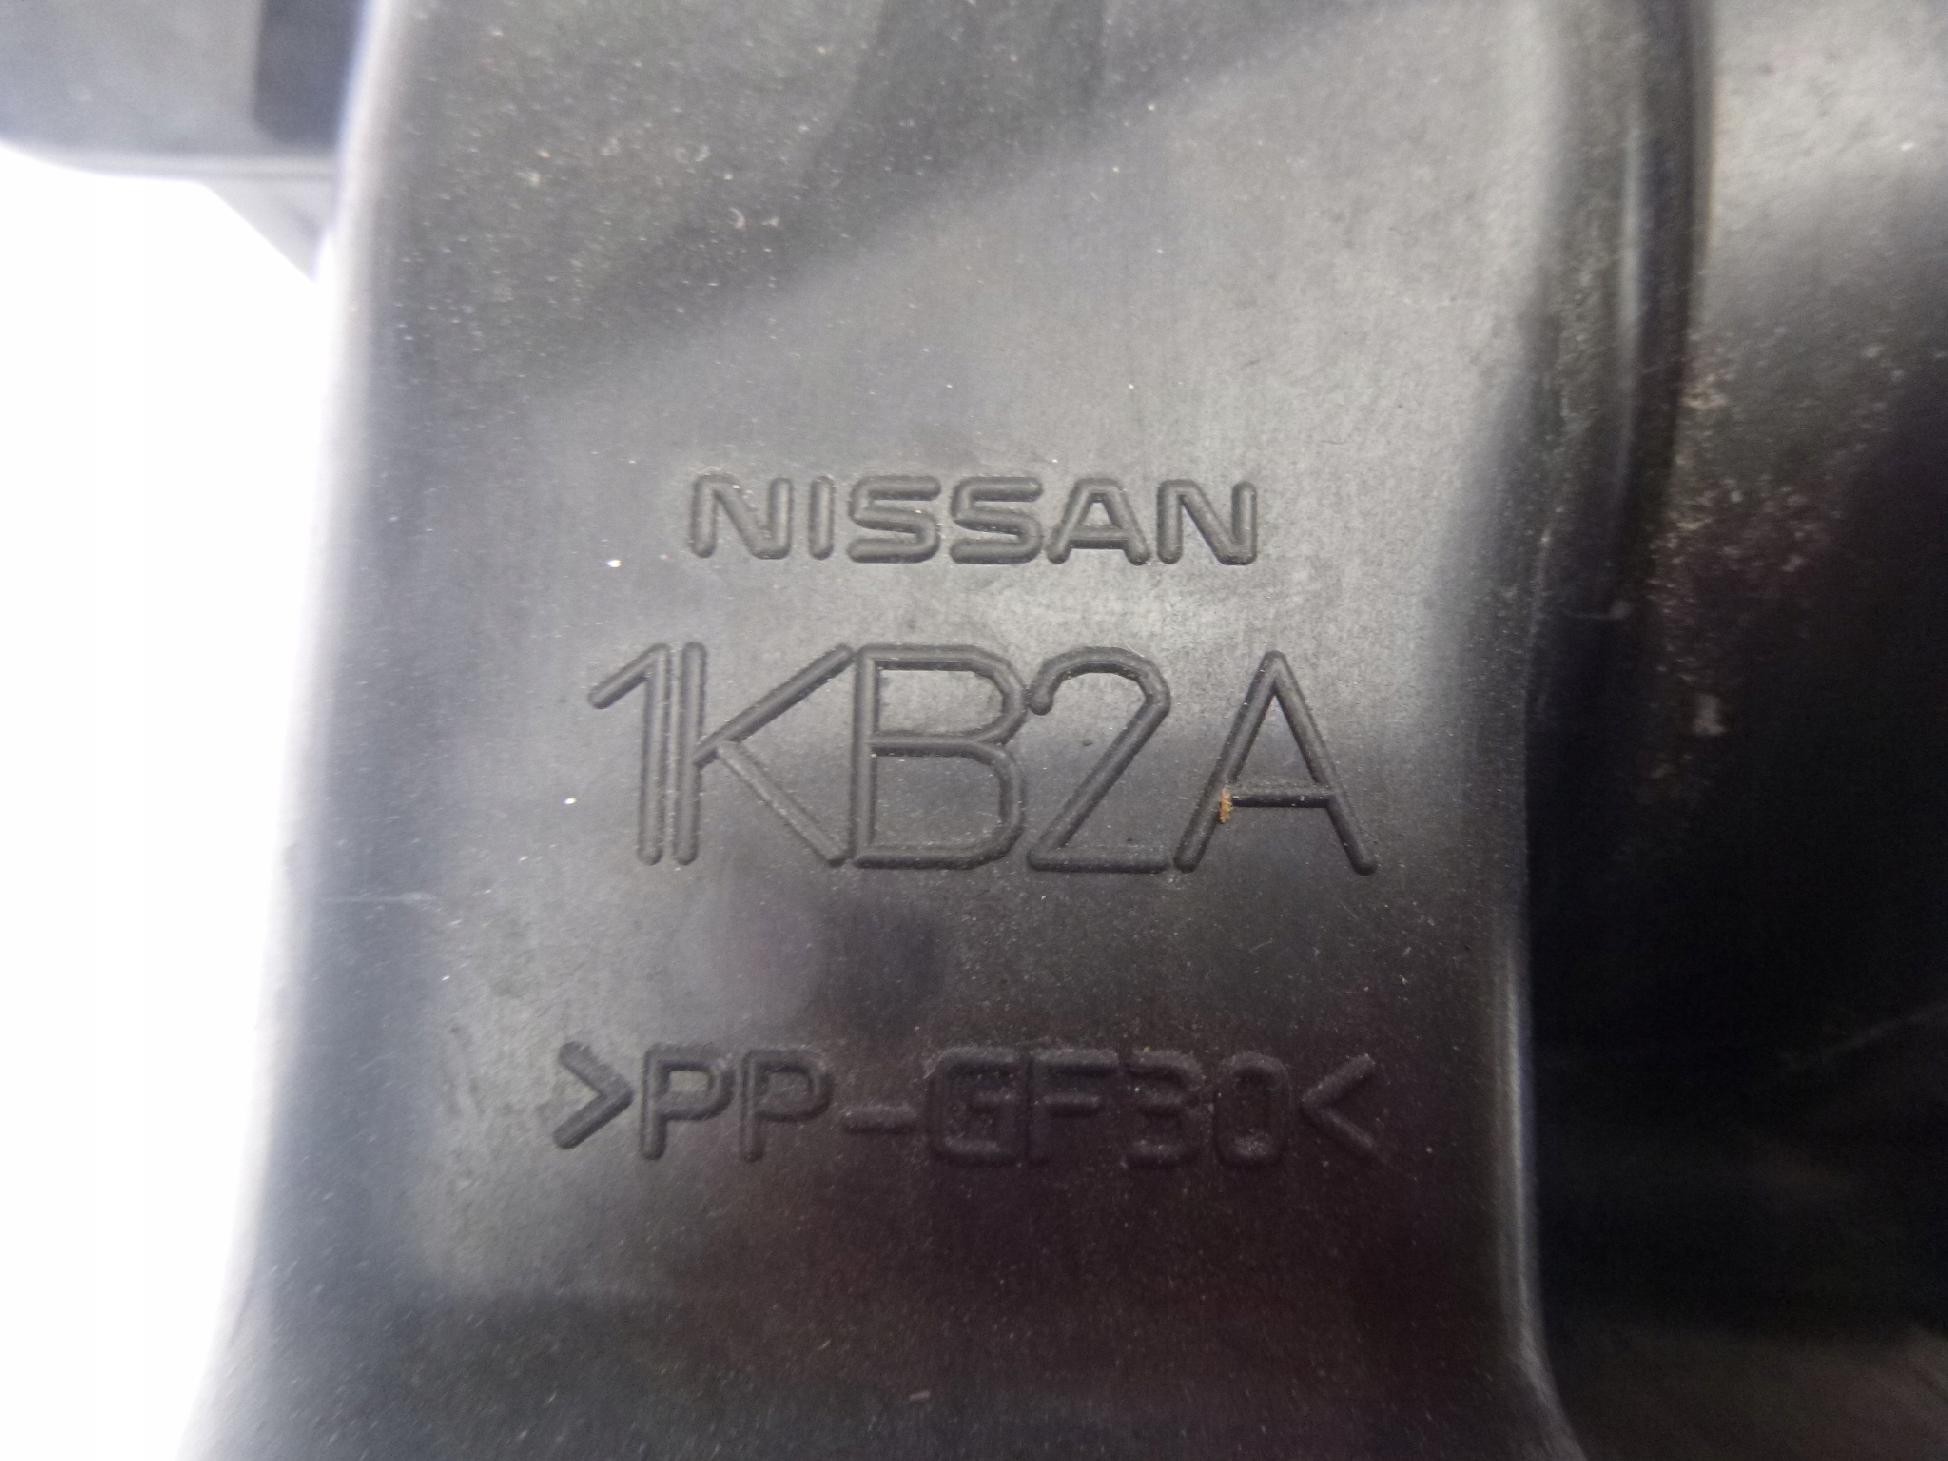 NISSAN
1KB2A
>PP-GF30<